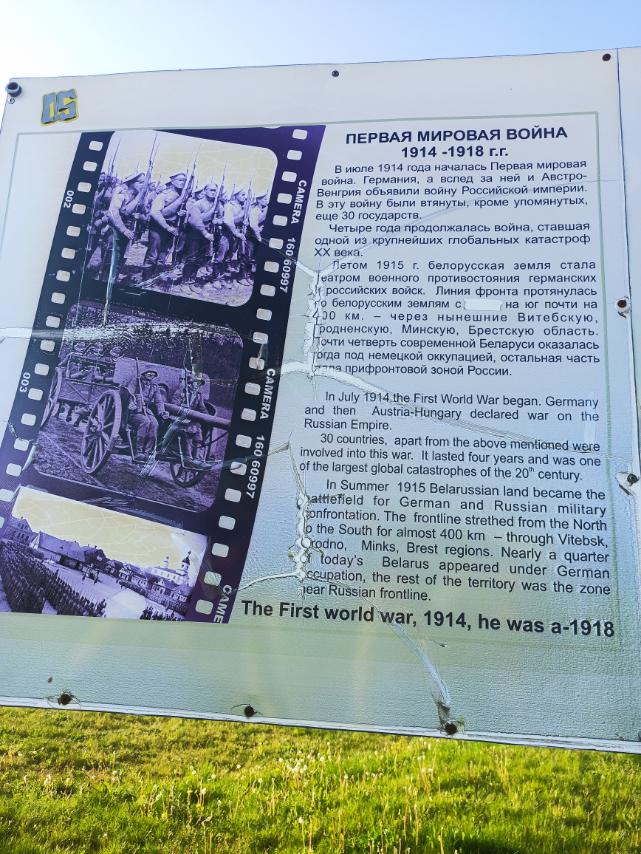 05
ПЕРВАЯ МИРОВАЯ ВОЙНА
1914 -1918 г.г.
В июле 1914 года началась Первая мировая
война. Германия, а вслед за ней и Австро-
Венгрия объявили войну Российской империи.
В эту войну были втянуты, кроме упомянутых,
еще 30 государств.
Четыре года продолжалась война, ставшая
одной из крупнейших глобальных катастроф
XX века.
Летом 1915 г. белорусская земля стала
театром военного противостояния германских
российских войск. Линия фронта протянулась
по белорусским землям с на юг почти на
00 км. – через нынешние Витебскую,
родненскую, Минскую, Брестскую область.
очти четверть современной Беларуси оказалась
огда под немецкой оккупацией, остальная часть
прифронтовой зоной России.
In July 1914 the First World War began. Germany
and then Austria-Hungary declared war on the
Russian Empire.
30 countries, apart from the above mentioned were
involved into this war. It lasted four years and was one
of the largest global catastrophes of the 20th century.
In Summer 1915 Belarussian land became the
attlefield for German and Russian military
onfrontation. The frontline strethed from the North
o the South for almost 400 km – through Vitebsk,
rodno, Minks, Brest regions. Nearly a quarter
f today's Belarus appeared under German
ccupation, the rest of the territory was the zone
ear Russian frontline.
The First world war, 1914, he was a-1918
002
CAMERA 160 60997
003
CAMERA 160 60997
CAME